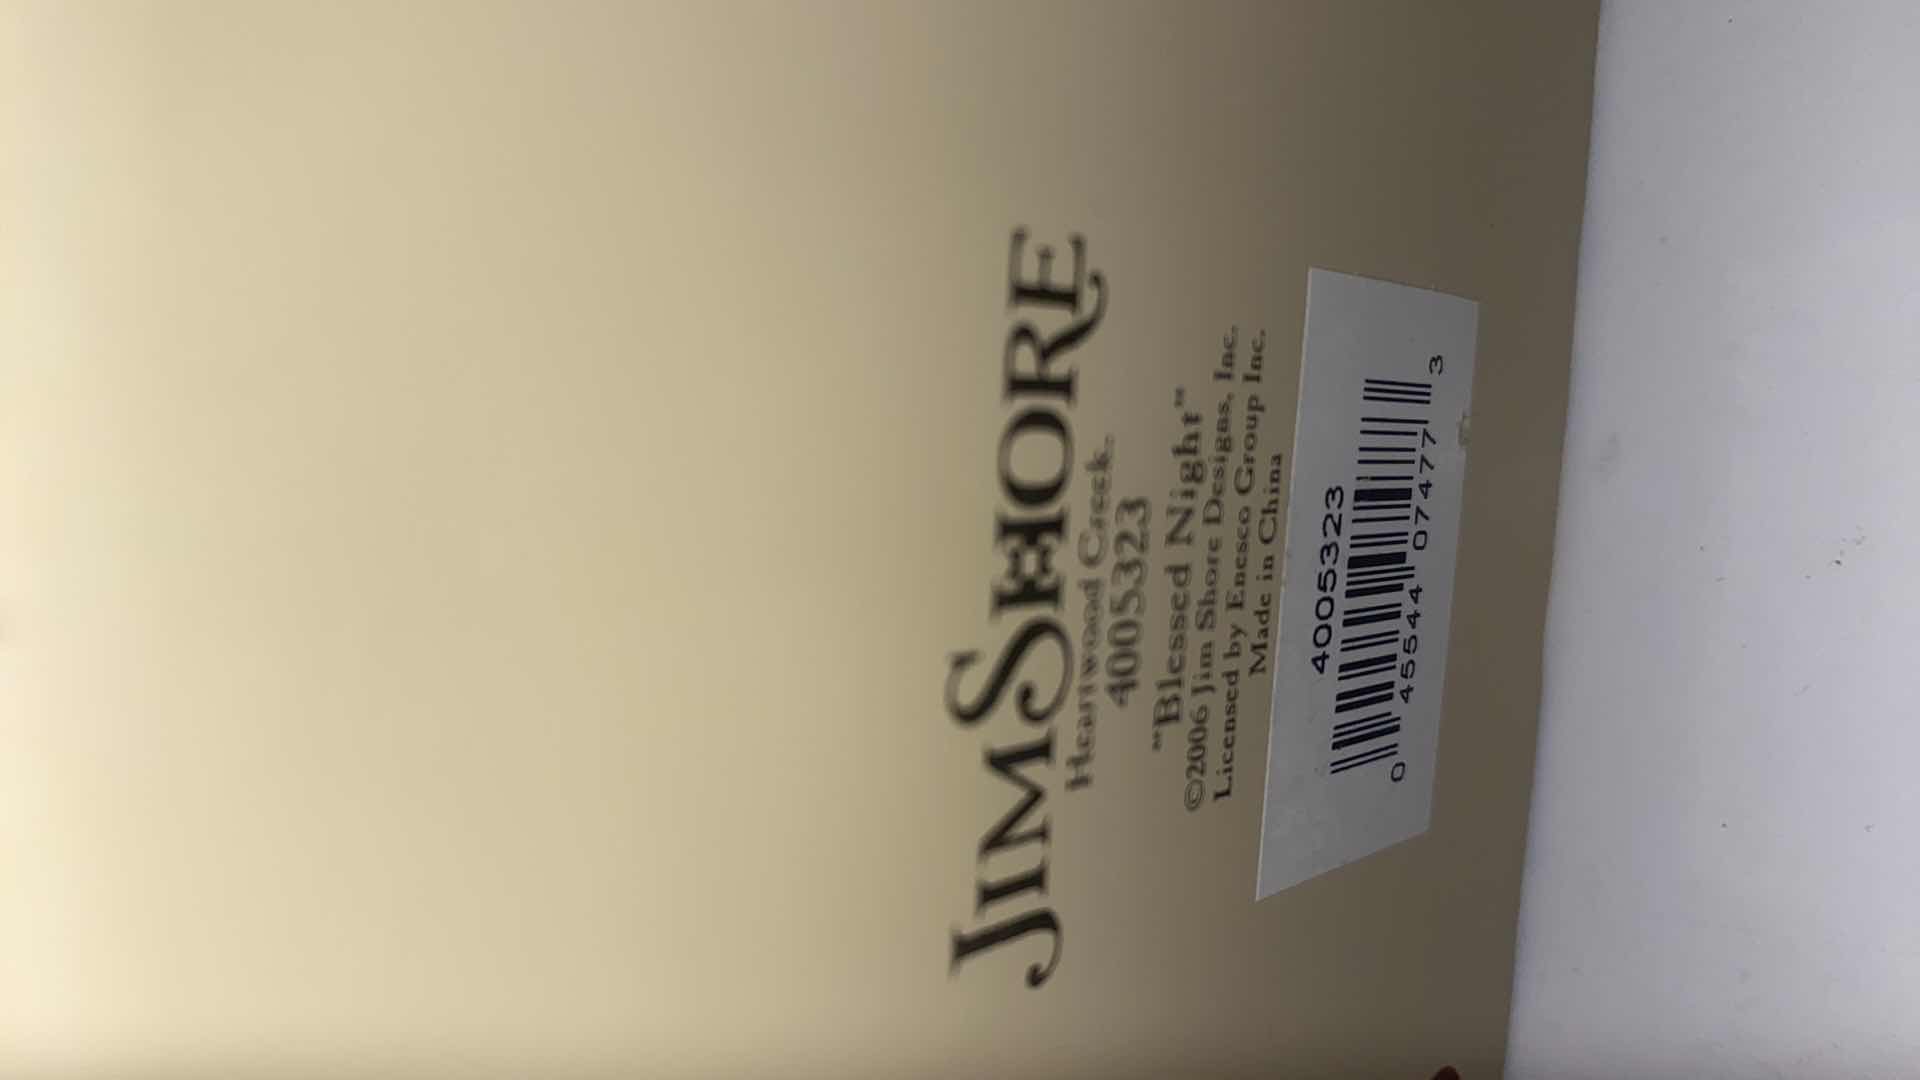 JIM SHORE
Heartwood Creek.
4005323
"Blessed Night"
©2006 Jim Shore Designs, Inc.
Licensed by Enesco Group Inc.
Made in China
4005323
0 45544 07477 3